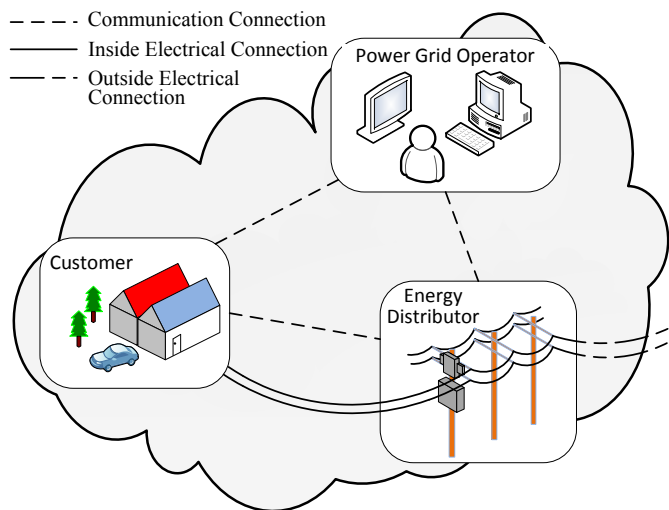 Communication Connection
Inside Electrical Connection
Outside Electrical
Connection
Power Grid Operator
Customer
Energy
Distributor